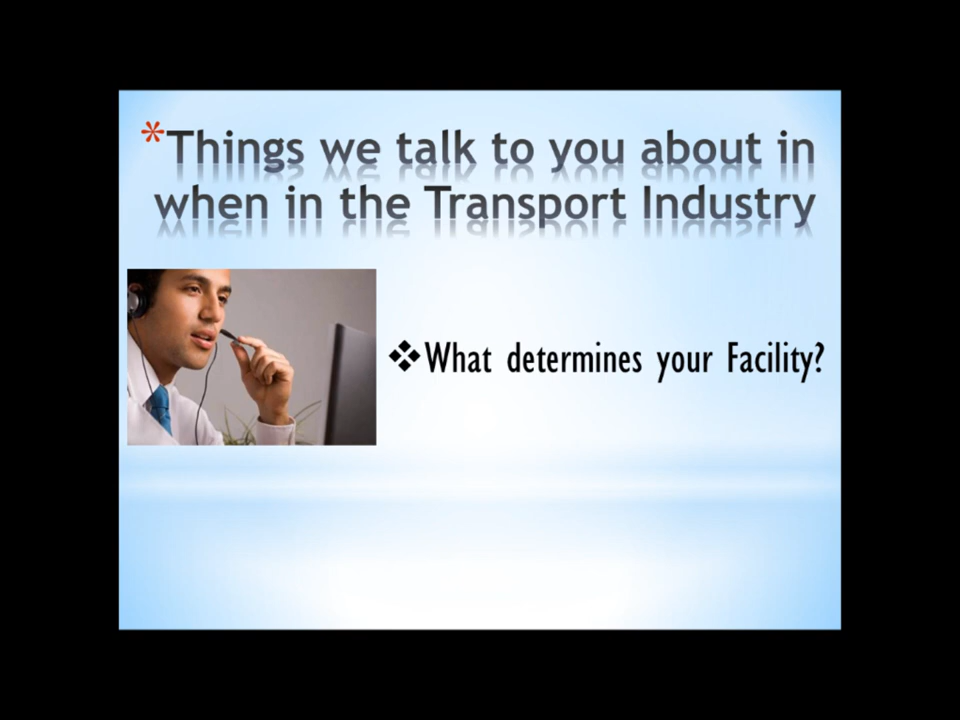 *Things we talk to you about in
when in the Transport Industry
❖What determines your Facility?